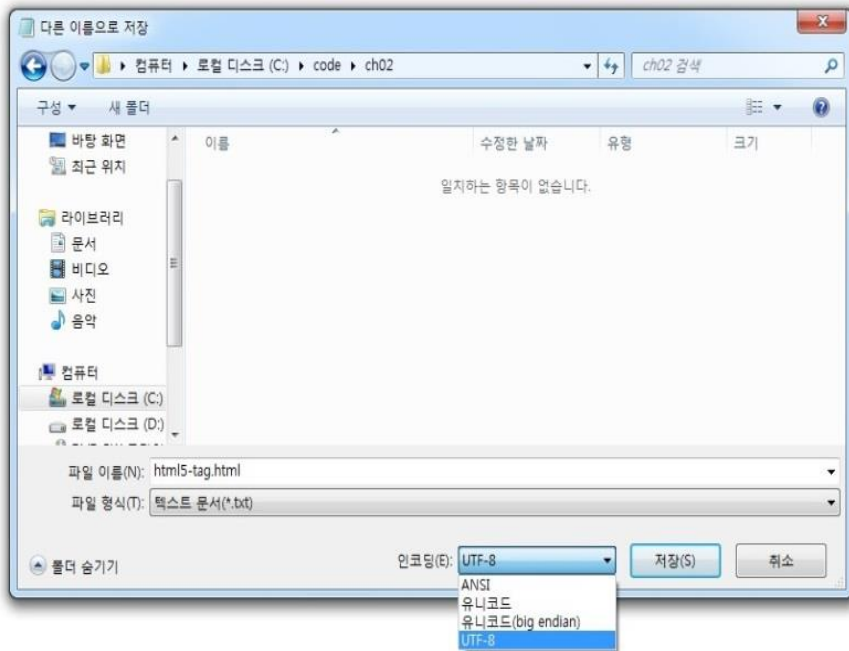 다른 이름으로 저장
컴퓨터 로컬 디스크 (C:) code ch02
ch02 검색
구성 새 폴더
이름 수정한 날짜 유형 크기
일치하는 항목이 없습니다.
바탕 화면
최근 위치
라이브러리
문서
비디오
사진
음악
컴퓨터
로컬 디스크 (C:)
로컬 디스크 (D:)
파일 이름(N): html5-tag.html
파일 형식(T): 텍스트 문서(*.txt)
폴더 숨기기
인코딩(E): UTF-8 저장(S) 취소
ANSI
유니코드
유니코드(big endian)
UTF-8